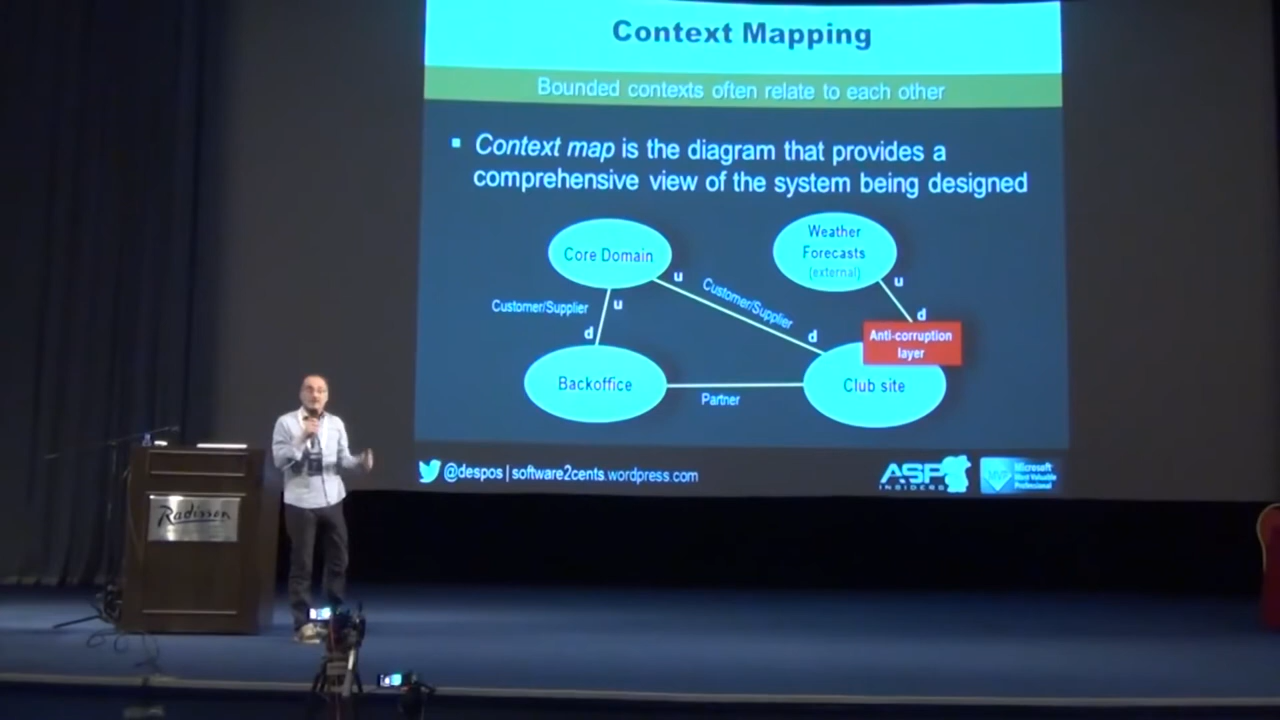 Context Mapping
Bounded contexts often relate to each other
Context map is the diagram that provides a
comprehensive view of the system being designed
Core Domain
Weather
Forecasts
(external)
u
u
Customer/Supplier
Customer/Supplier
u
d
d
d
Anti-corruption
layer
Backoffice
Partner
Club site
@despos | software2cents.wordpress.com
ASP
INSIDERS
MVP
Microsoft
Most Valuable
Professional
Radisson